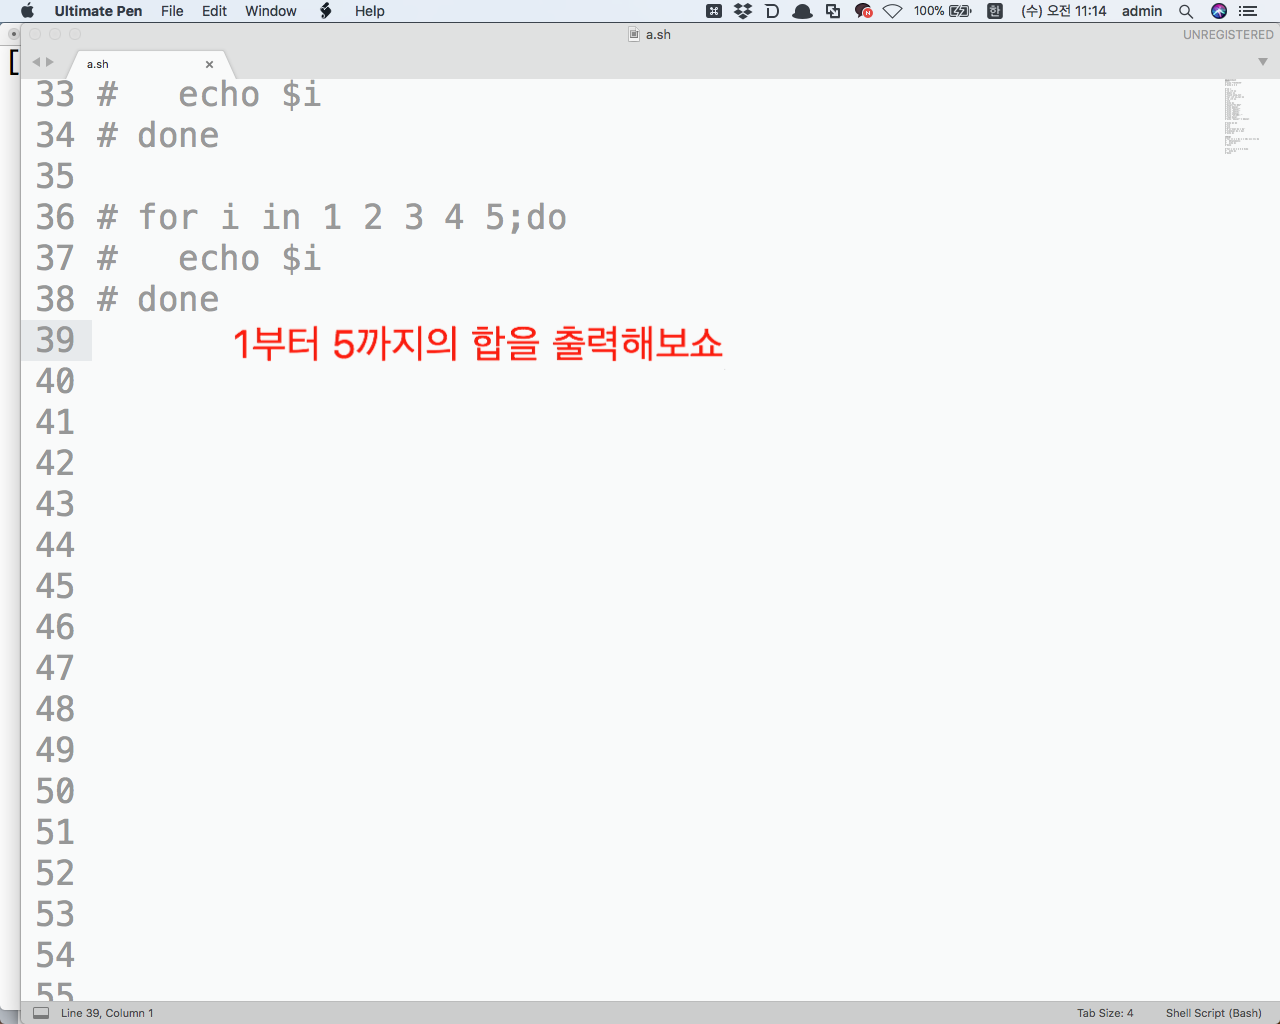 Ultimate Pen File Edit Window Help 100% 한 (수) 오전 11:14 admin
a.sh
UNREGISTERED
a.sh
33 #   echo $i
34 # done
35
36 # for i in 1 2 3 4 5;do
37 #   echo $i
38 # done
39 1부터 5까지의 합을 출력해보쇼
40
41
42
43
44
45
46
47
48
49
50
51
52
53
54
55
Line 39, Column 1 Tab Size: 4 Shell Script (Bash)